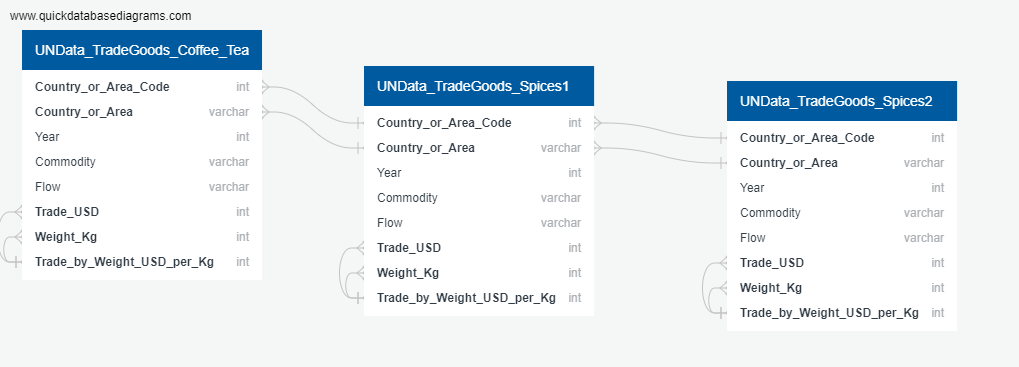 www.quickdatabasediagrams.com
UNData_TradeGoods_Coffee_Tea
Country_or_Area_Code int
Country_or_Area varchar
Year int
Commodity varchar
Flow varchar
Trade_USD int
Weight_Kg int
Trade_by_Weight_USD_per_Kg int
UNData_TradeGoods_Spices1
Country_or_Area_Code int
Country_or_Area varchar
Year int
Commodity varchar
Flow varchar
Trade_USD int
Weight_Kg int
Trade_by_Weight_USD_per_Kg int
UNData_TradeGoods_Spices2
Country_or_Area_Code int
Country_or_Area varchar
Year int
Commodity varchar
Flow varchar
Trade_USD int
Weight_Kg int
Trade_by_Weight_USD_per_Kg int